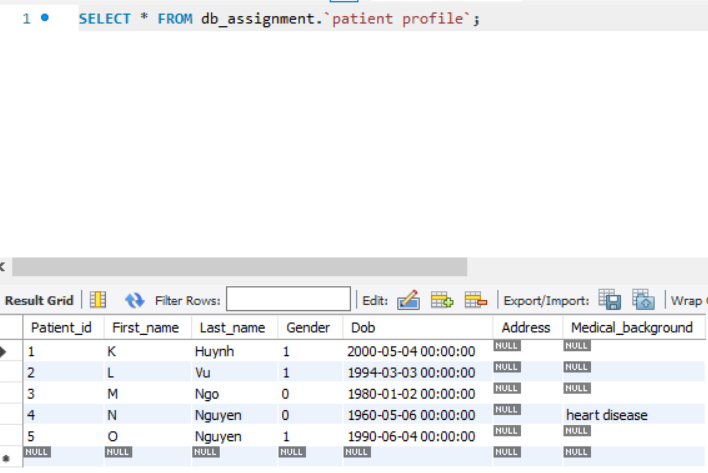 1 SELECT * FROM db_assignment.`patient profile`;
Result Grid Filter Rows: Edit: Export/Import: Wrap
Patient_id First_name Last_name Gender Dob Address Medical_background
1 K Huynh 1 2000-05-04 00:00:00 NULL NULL
2 L Vu 1 1994-03-03 00:00:00 NULL NULL
3 M Ngo 0 1980-01-02 00:00:00 NULL NULL
4 N Nguyen 0 1960-05-06 00:00:00 NULL heart disease
5 O Nguyen 1 1990-06-04 00:00:00 NULL NULL
NULL NULL NULL NULL NULL NULL NULL